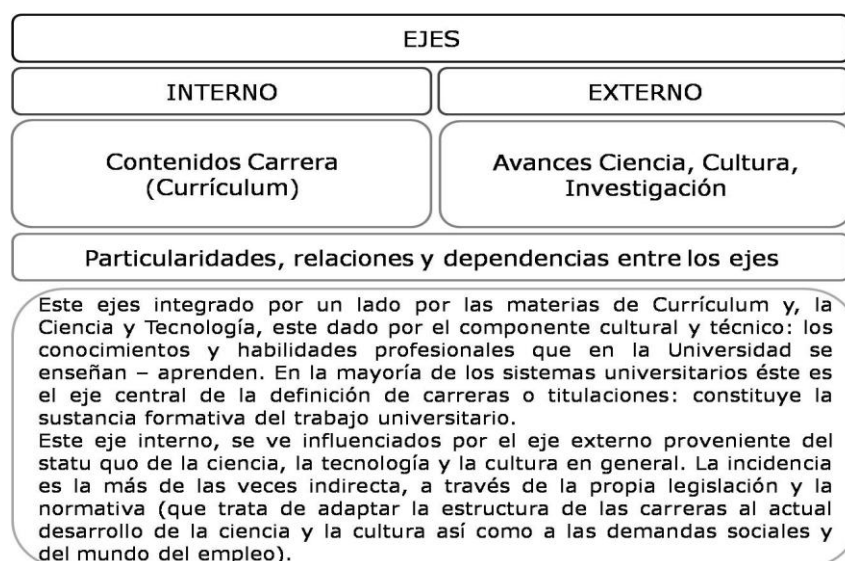 EJES
INTERNO
EXTERNO
Contenidos Carrera
(Currículum)
Avances Ciencia, Cultura,
Investigación
Particularidades, relaciones y dependencias entre los ejes
Este ejes integrado por un lado por las materias de Currículum y, la
Ciencia y Tecnología, este dado por el componente cultural y técnico: los
conocimientos y habilidades profesionales que en la Universidad se
enseñan – aprenden. En la mayoría de los sistemas universitarios éste es
el eje central de la definición de carreras o titulaciones: constituye la
sustancia formativa del trabajo universitario.
Este eje interno, se ve influenciados por el eje externo proveniente del
statu quo de la ciencia, la tecnología y la cultura en general. La incidencia
es la más de las veces indirecta, a través de la propia legislación y la
normativa (que trata de adaptar la estructura de las carreras al actual
desarrollo de la ciencia y la cultura así como a las demandas sociales y
del mundo del empleo).